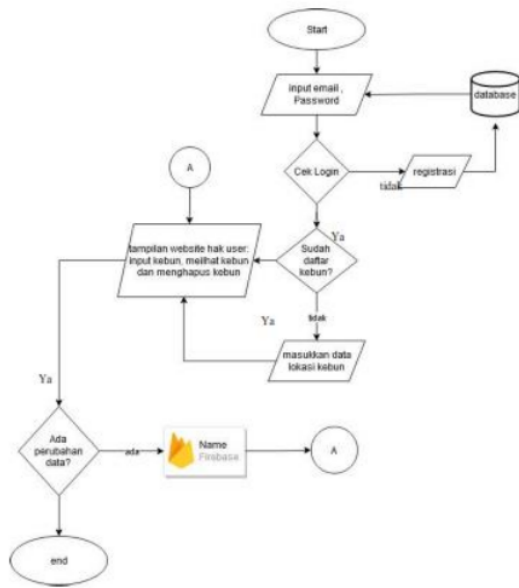 Start
input email ,
Password
database
Cek Login
registrasi
tidak
A
Ya
tampilan website hak user:
input kebun, melihat kebun
dan menghapus kebun
Sudah
daftar
kebun?
Ya
tidak
masukkan data
lokasi kebun
Ya
Ada
perubahan
data?
ada
Name
Firebase
A
end